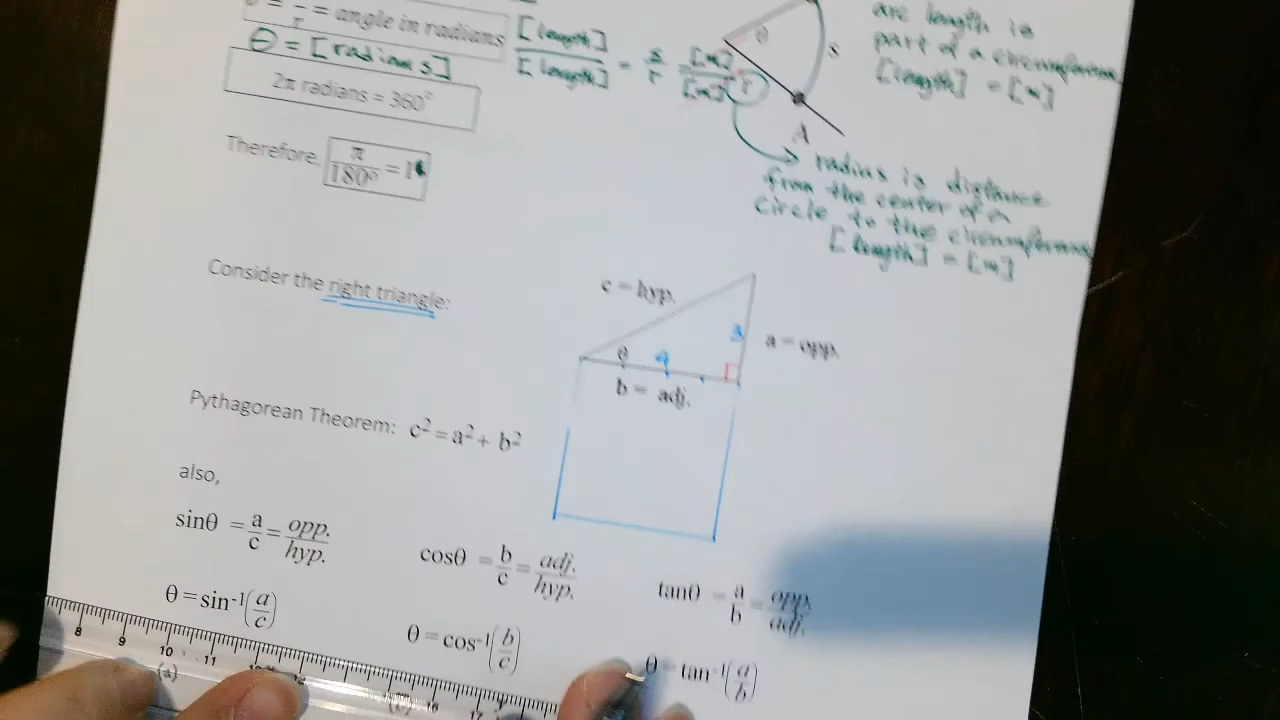 = angle in radians
θ = [radians]
[length]
[length]
= s/r [m]/[m]
2π radians = 360°
Therefore, π/180° = 1
θ
s
r
A
arc length is
part of a circumference
[length] = [m]
radius is distance
from the center of a
circle to the circumference
[length] = [m]
Consider the right triangle:
c = hyp.
3
a = opp.
θ
4
b = adj.
Pythagorean Theorem: c² = a² + b²
also,
sinθ = a/c = opp./hyp.
cosθ = b/c = adj./hyp.
tanθ = a/b = opp./adj.
θ = sin⁻¹(a/c)
θ = cos⁻¹(b/c)
θ = tan⁻¹(a/b)
8 9 10 11
17